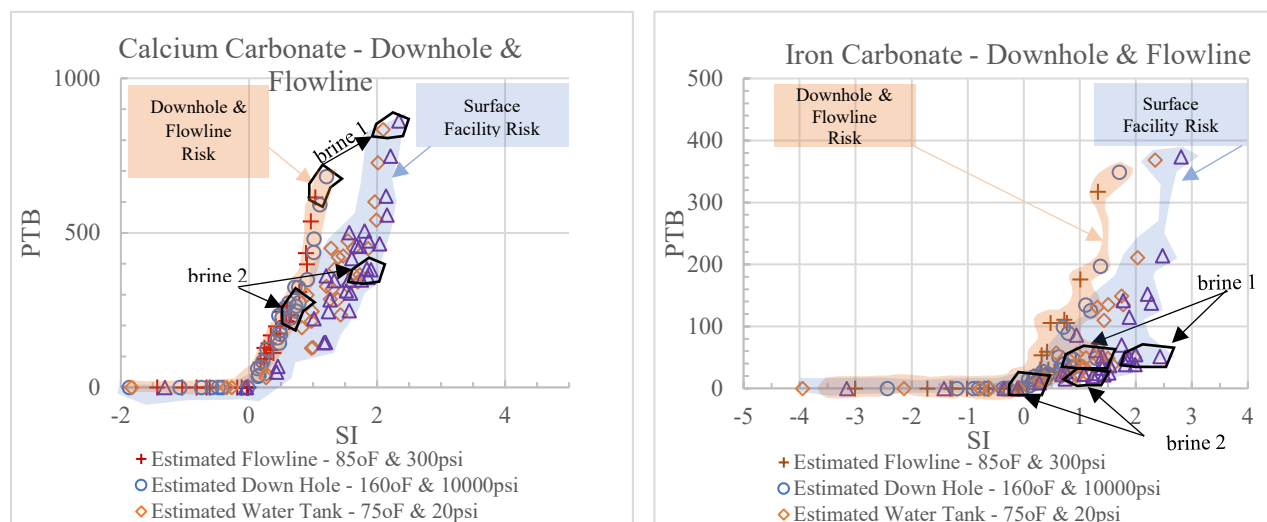 Calcium Carbonate - Downhole &
Flowline
1000
500
0
-2
0
2
4
PTB
SI
Downhole &
Flowline
Risk
Surface
Facility Risk
brine 1
brine 2
Estimated Flowline - 85oF & 300psi
Estimated Down Hole - 160oF & 10000psi
Estimated Water Tank - 75oF & 20psi
Iron Carbonate - Downhole & Flowline
500
400
300
200
100
0
-5
-4
-3
-2
-1
0
1
2
3
4
PTB
SI
Downhole &
Flowline
Risk
Surface
Facility Risk
brine 1
brine 2
Estimated Flowline - 85oF & 300psi
Estimated Down Hole - 160oF & 10000psi
Estimated Water Tank - 75oF & 20psi